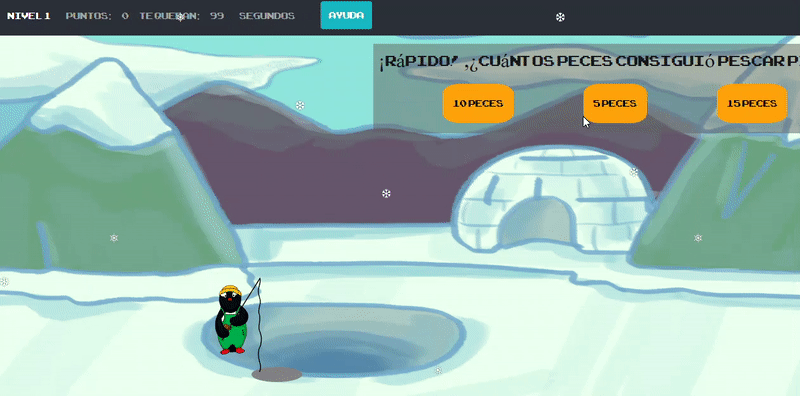 NIVEL 1 PUNTOS: 0 TE QUEDAN: 99 SEGUNDOS AYUDA
¡RáPIDO! ,¿CUáNTOS PECES CONSIGUIó PESCAR
10 PECES 5 PECES 15 PECES